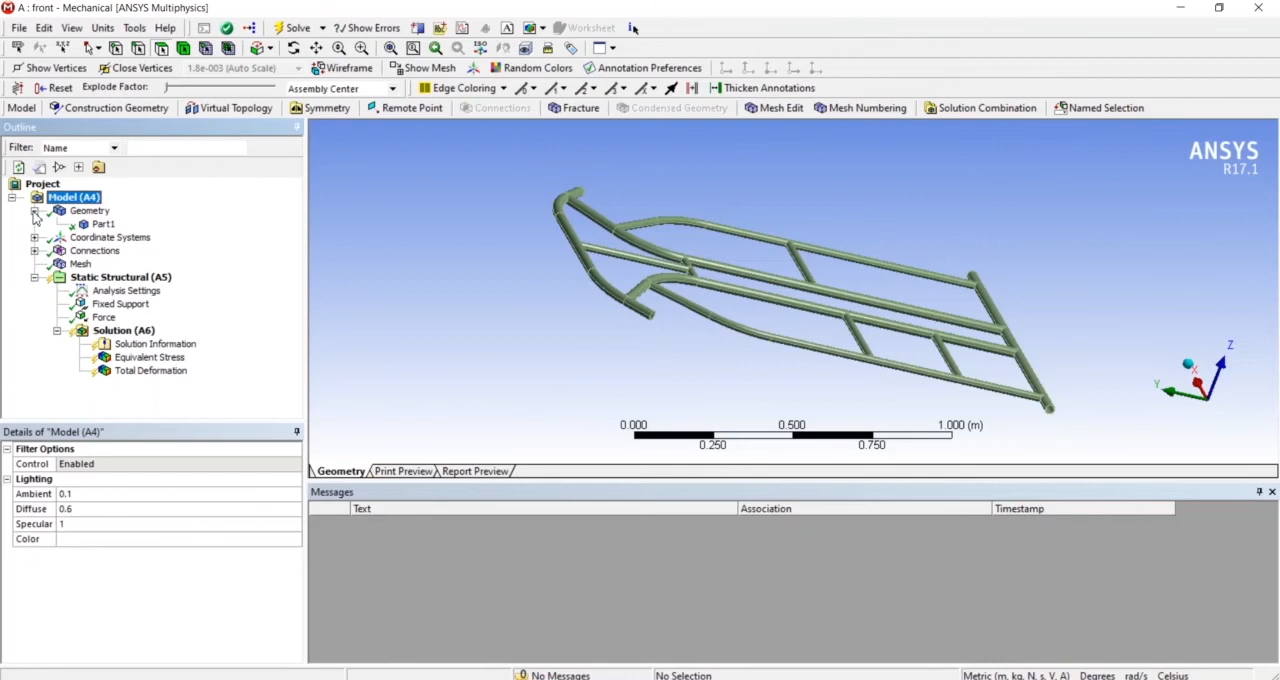 A : front - Mechanical [ANSYS Multiphysics]
File Edit View Units Tools Help Solve ?/ Show Errors A Worksheet i
x,y,z ISO
Show Vertices Close Vertices 1.8e-003 (Auto Scale) Wireframe Show Mesh Random Colors Annotation Preferences
Reset Explode Factor: Assembly Center Edge Coloring Thicken Annotations
Model Construction Geometry Virtual Topology Symmetry Remote Point Connections Fracture Condensed Geometry Mesh Edit Mesh Numbering Solution Combination Named Selection
Outline
Filter: Name
Project
Model (A4)
Geometry
Part1
Coordinate Systems
Connections
Mesh
Static Structural (A5)
Analysis Settings
Fixed Support
Force
Solution (A6)
Solution Information
Equivalent Stress
Total Deformation
Details of "Model (A4)"
Filter Options
Control Enabled
Lighting
Ambient 0.1
Diffuse 0.6
Specular 1
Color
ANSYS
R17.1
Z
X
Y
0.000 0.500 1.000 (m)
0.250 0.750
Geometry Print Preview Report Preview
Messages
Text Association Timestamp
No Messages No Selection Metric (m, kg, N, s, V, A) Degrees rad/s Celsius